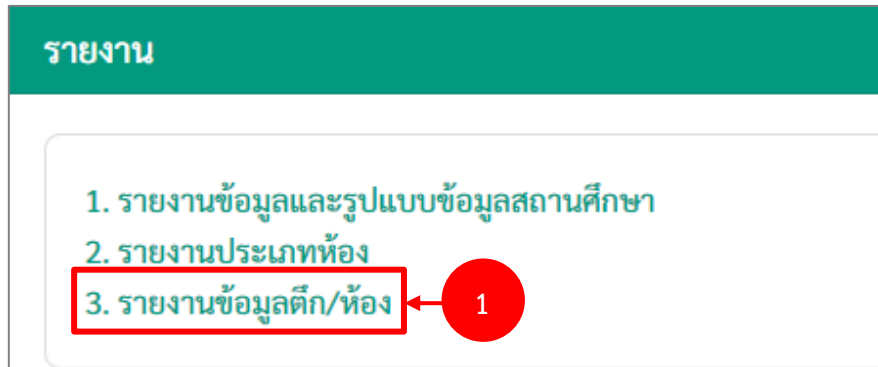 รายงาน
1. รายงานข้อมูลและรูปแบบข้อมูลสถานศึกษา
2. รายงานประเภทห้อง
3. รายงานข้อมูลตึก/ห้อง
1